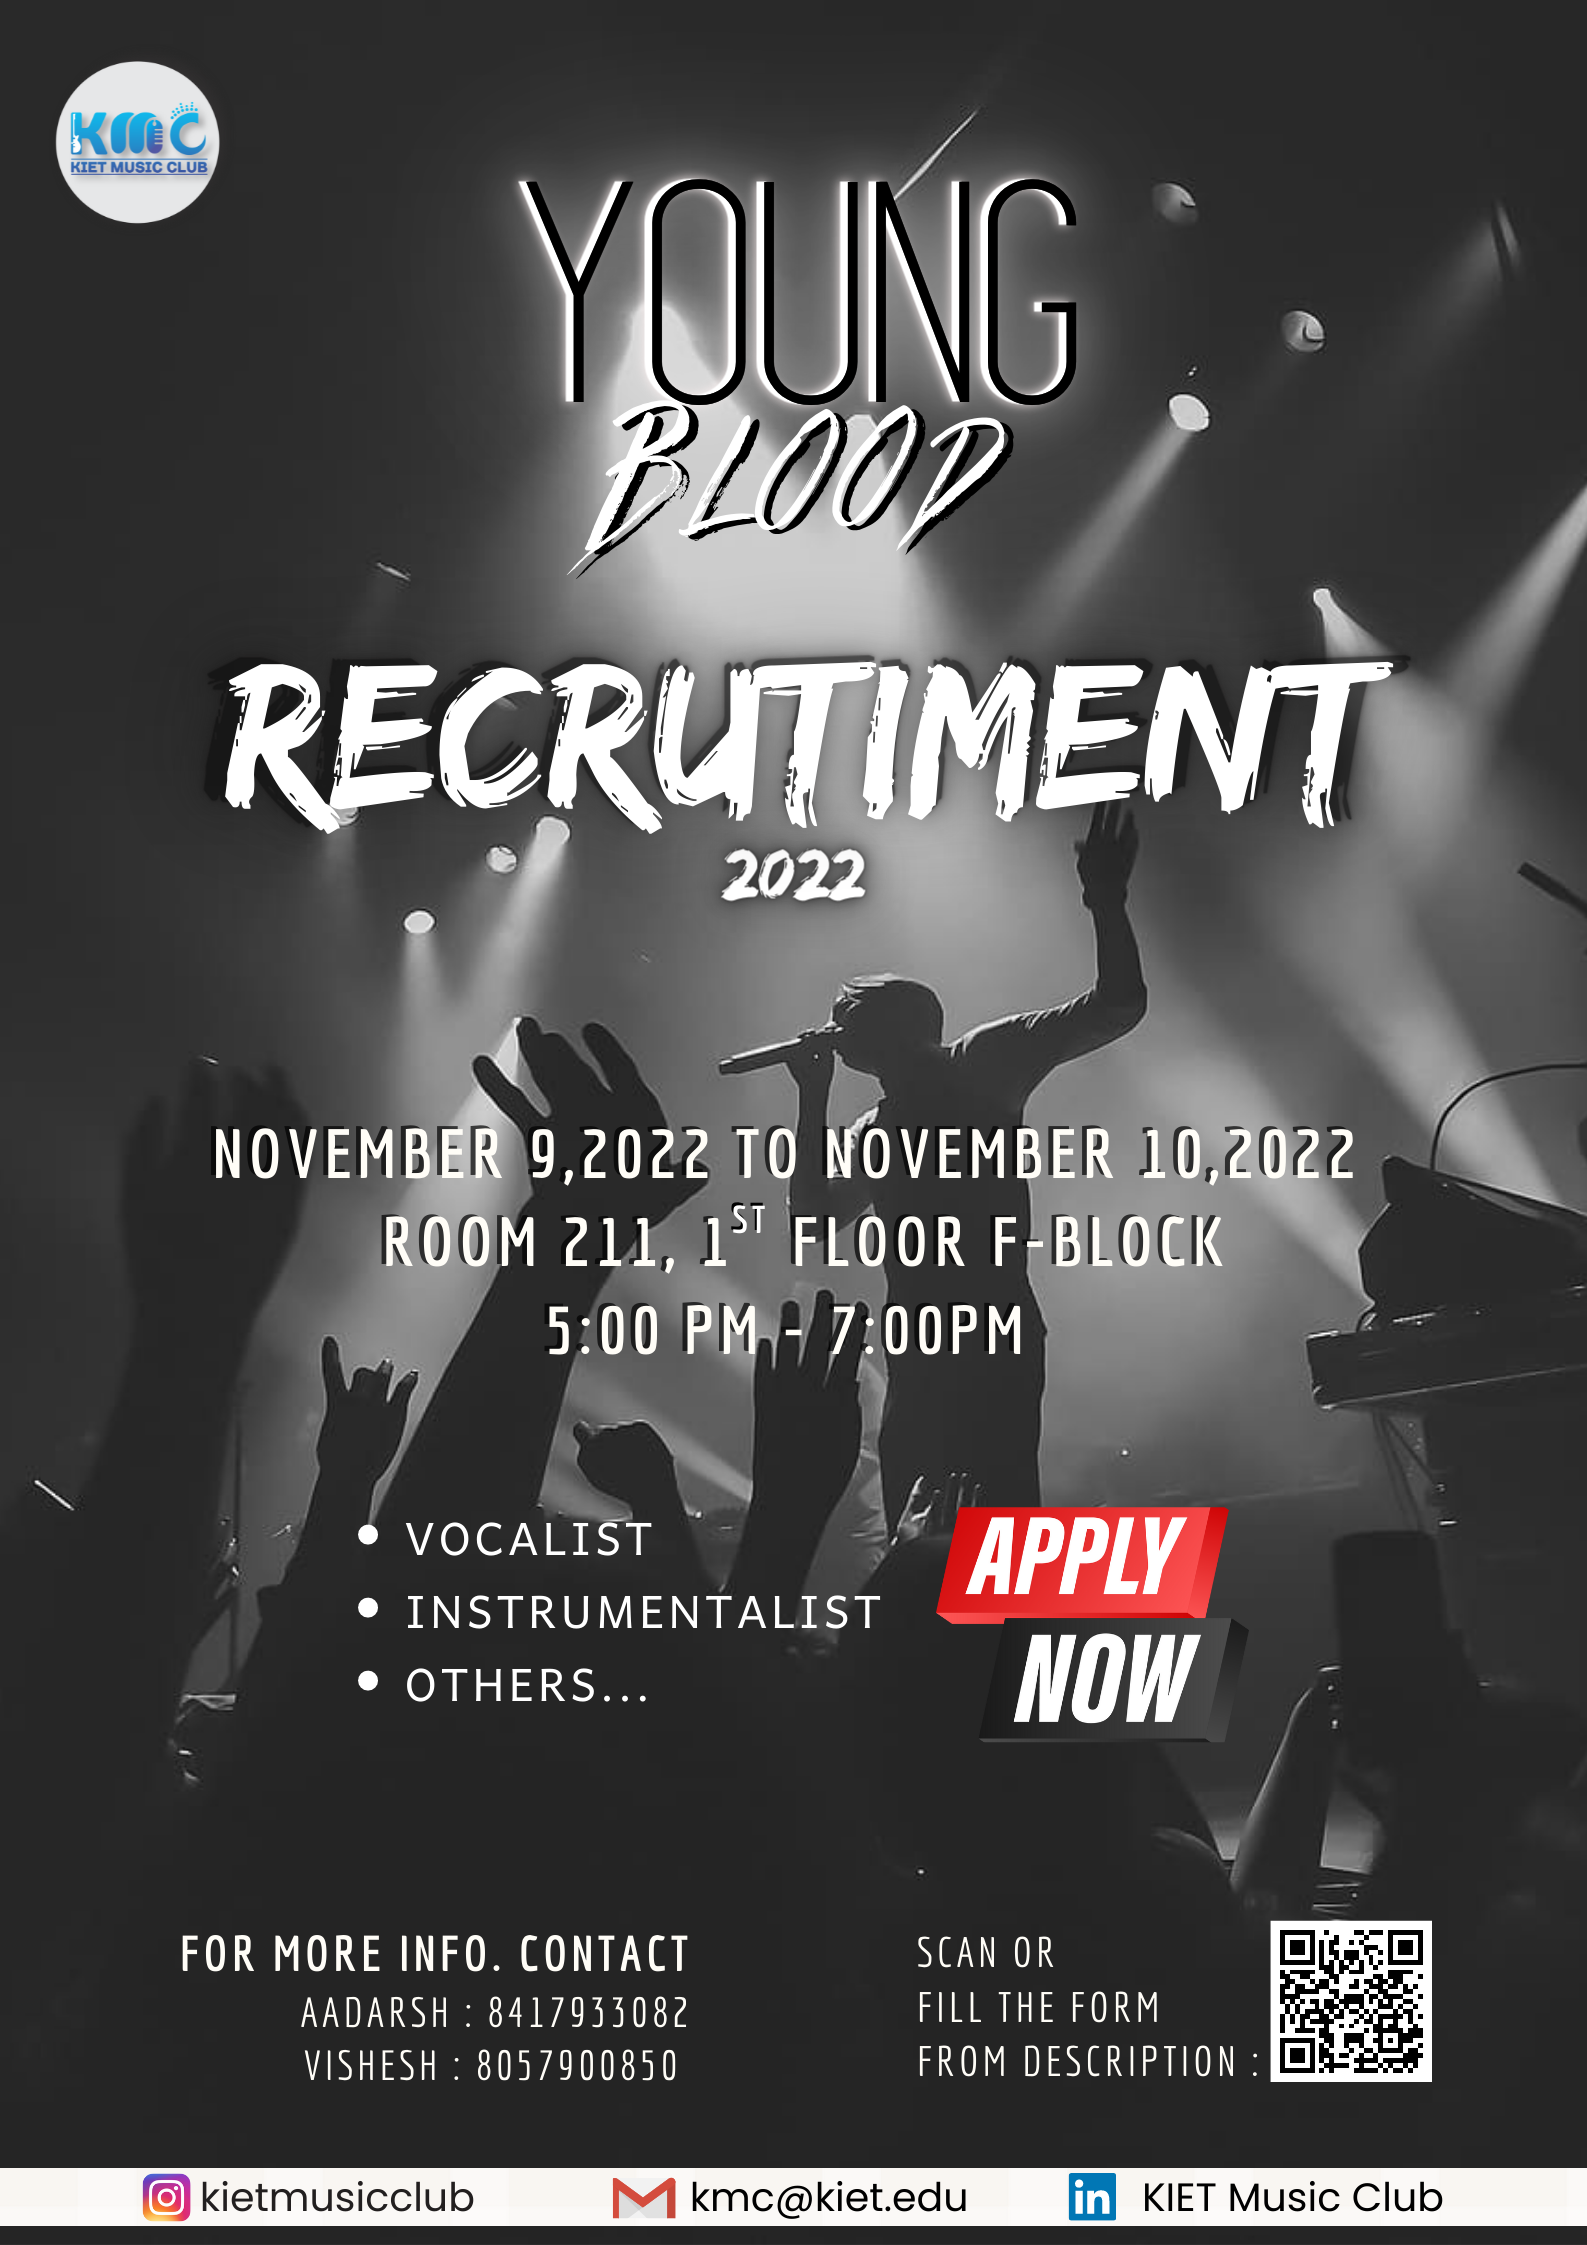 KMC
KIET MUSIC CLUB
YOUNG
BLOOD
RECRUTIMENT
2022
NOVEMBER 9,2022 TO NOVEMBER 10,2022
ROOM 211, 1ST FLOOR F-BLOCK
5:00 PM - 7:00PM
• VOCALIST
• INSTRUMENTALIST
• OTHERS...
APPLY
NOW
FOR MORE INFO. CONTACT
AADARSH : 8417933082
VISHESH : 8057900850
SCAN OR
FILL THE FORM
FROM DESCRIPTION :
kietmusicclub
kmc@kiet.edu
in KIET Music Club